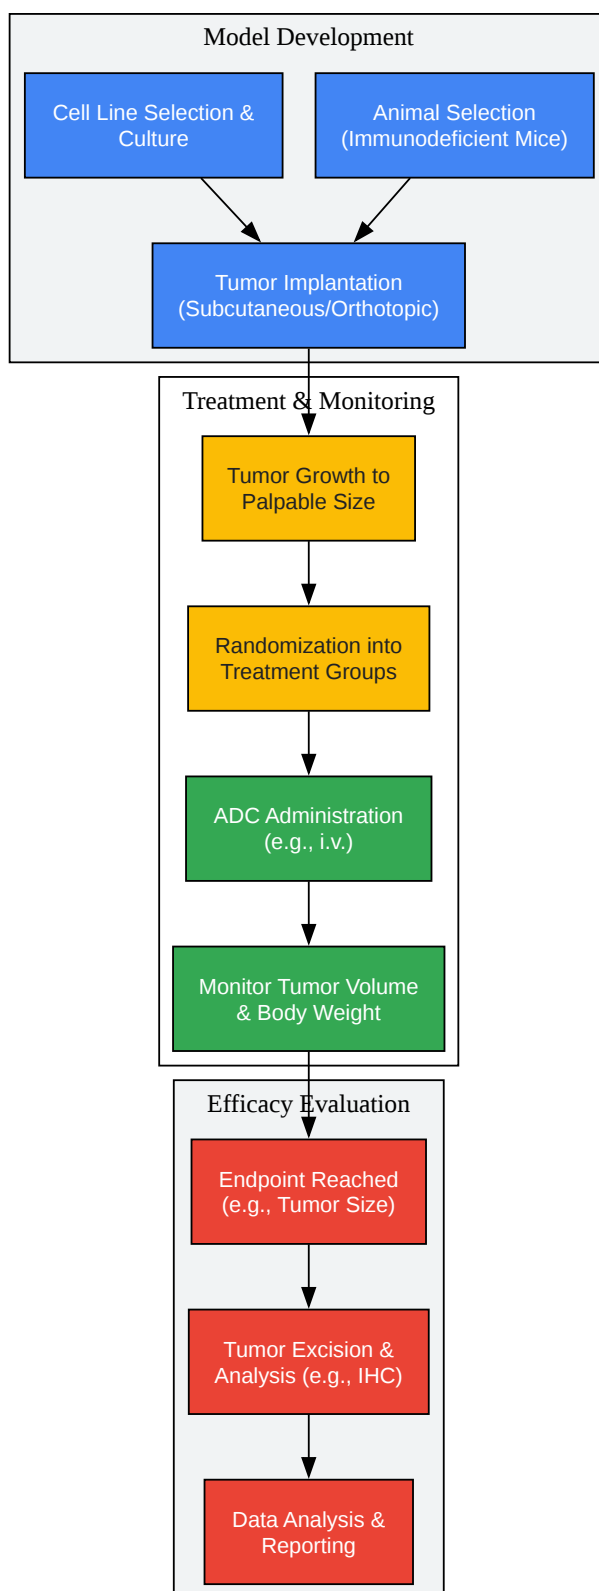 Model Development
Cell Line Selection &
Culture
Animal Selection
(Immunodeficient Mice)
Tumor Implantation
(Subcutaneous/Orthotopic)
Treatment & Monitoring
Tumor Growth to
Palpable Size
Randomization into
Treatment Groups
ADC Administration
(e.g., i.v.)
Monitor Tumor Volume
& Body Weight
Efficacy Evaluation
Endpoint Reached
(e.g., Tumor Size)
Tumor Excision &
Analysis (e.g., IHC)
Data Analysis &
Reporting